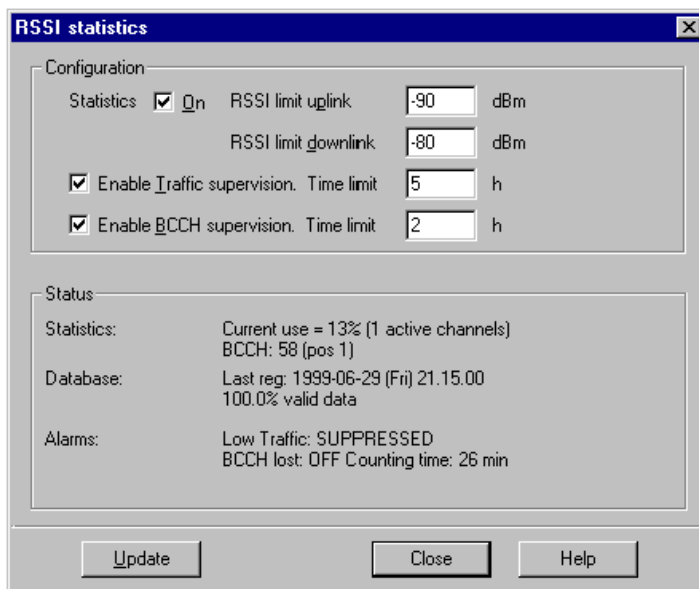 RSSI statistics
Configuration
Statistics On RSSI limit uplink -90 dBm
RSSI limit downlink -80 dBm
Enable Traffic supervision. Time limit 5 h
Enable BCCH supervision. Time limit 2 h
Status
Statistics: Current use = 13% (1 active channels)
BCCH: 58 (pos 1)
Database: Last reg: 1999-06-29 (Fri) 21.15.00
100.0% valid data
Alarms: Low Traffic: SUPPRESSED
BCCH lost: OFF Counting time: 26 min
Update Close Help